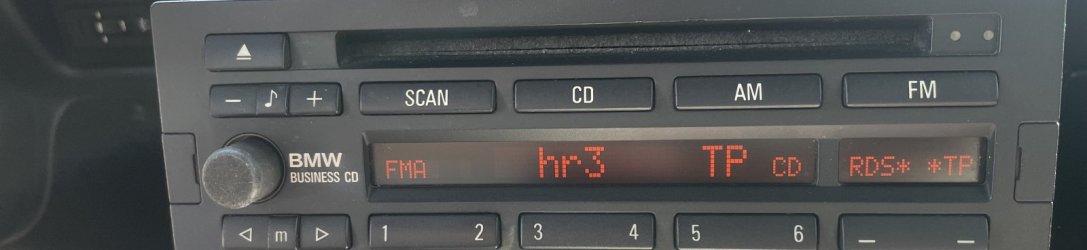 SCAN CD AM FM
− ♪ +
BMW
BUSINESS CD
FMA hr3 TP CD RDS* *TP
m
1 2 3 4 5 6 — —